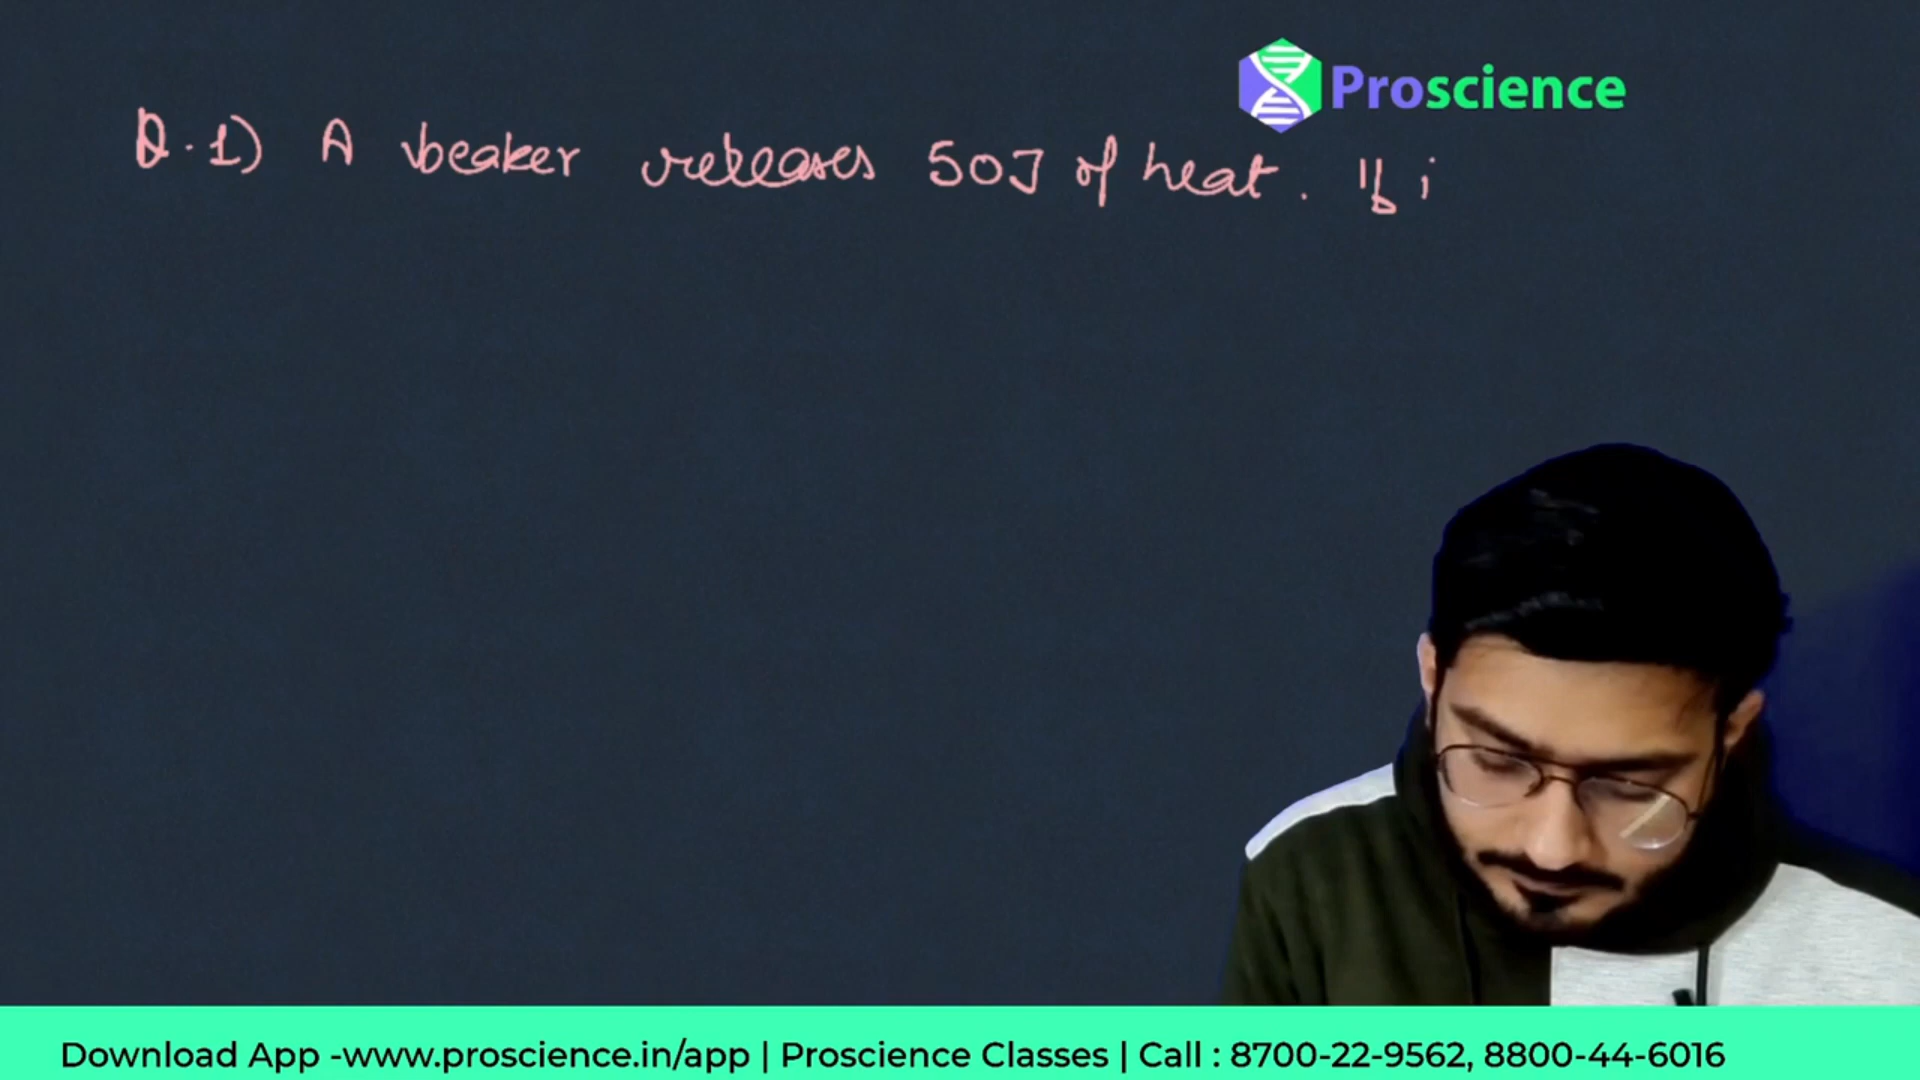 Proscience
Q.1) A beaker releases 50J of heat. If i
Download App -www.proscience.in/app | Proscience Classes | Call : 8700-22-9562, 8800-44-6016